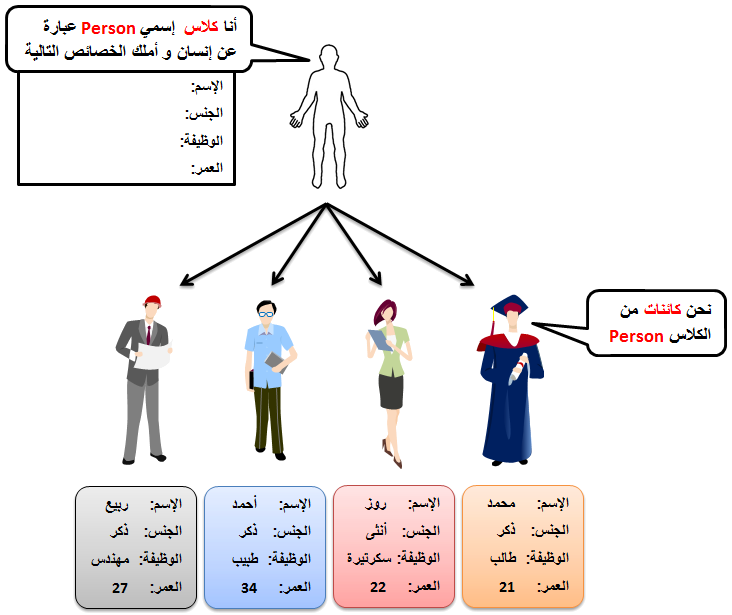 أنا كلاس إسمي Person عبارة
عن إنسان و أملك الخصائص التالية
الإسم:
الجنس:
الوظيفة:
العمر:
نحن كائنات من
الكلاس Person
الإسم: محمد
الجنس: ذكر
الوظيفة: طالب
العمر: 21
الإسم: روز
الجنس: أنثى
الوظيفة: سكرتيرة
العمر: 22
الإسم: أحمد
الجنس: ذكر
الوظيفة: طبيب
العمر: 34
الإسم: ربيع
الجنس: ذكر
الوظيفة: مهندس
العمر: 27